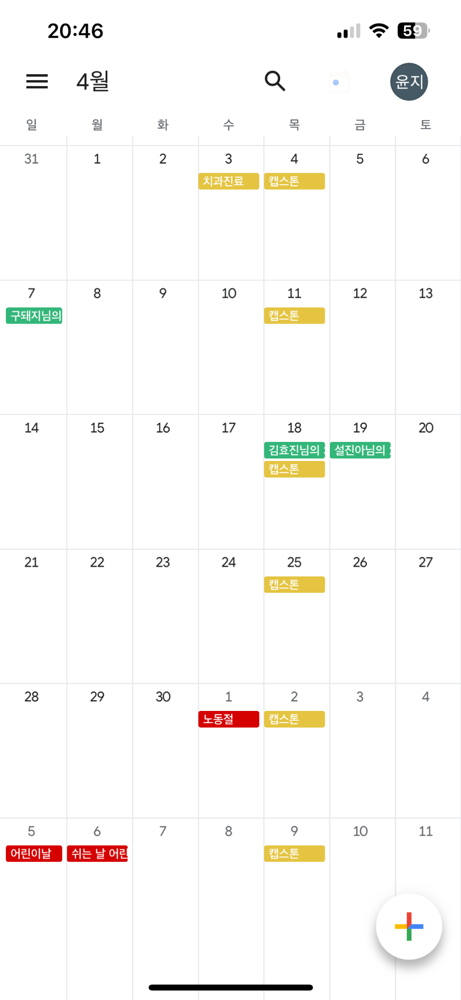 20:46
59
4월
윤지
일 월 화 수 목 금 토
31 1 2 3 4 5 6
치과진료 캡스톤
7 8 9 10 11 12 13
구돼지님의 캡스톤
14 15 16 17 18 19 20
김효진님의 설진아님의
캡스톤
21 22 23 24 25 26 27
캡스톤
28 29 30 1 2 3 4
노동절 캡스톤
5 6 7 8 9 10 11
어린이날 쉬는 날 어린 캡스톤